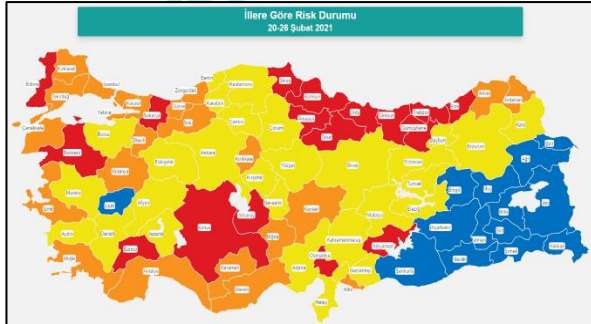 İllere Göre Risk Durumu
20-26 Şubat 2021
Kırklareli
Edirne
Tekirdağ
İstanbul
Kocaeli
Yalova
Sakarya
Düzce
Zonguldak
Bartın
Karabük
Kastamonu
Sinop
Samsun
Ordu
Giresun
Trabzon
Rize
Artvin
Ardahan
Kars
Çanakkale
Bursa
Bilecik
Bolu
Çankırı
Çorum
Amasya
Tokat
Gümüşhane
Bayburt
Erzurum
Iğdır
Ağrı
Balıkesir
Kütahya
Eskişehir
Ankara
Kırıkkale
Yozgat
Sivas
Erzincan
Tunceli
Bingöl
Muş
Van
Manisa
Uşak
Afyon
Kırşehir
Nevşehir
Kayseri
Malatya
Elazığ
Diyarbakır
Bitlis
İzmir
Aydın
Denizli
Isparta
Konya
Aksaray
Niğde
Kahramanmaraş
Adıyaman
Batman
Siirt
Şırnak
Hakkari
Muğla
Burdur
Antalya
Karaman
Mersin
Adana
Osmaniye
Gaziantep
Şanlıurfa
Mardin
Kilis
Hatay